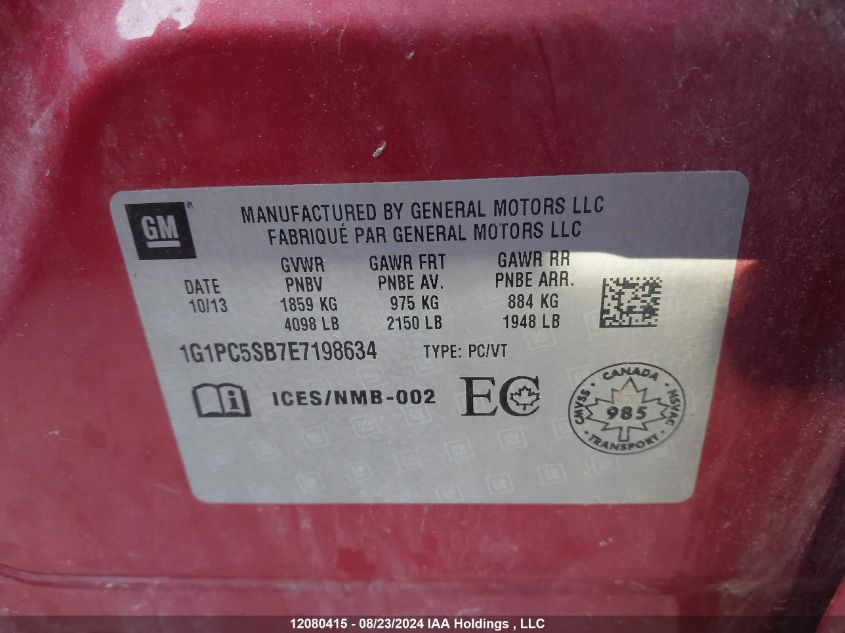 GM ®
MANUFACTURED BY GENERAL MOTORS LLC
FABRIQUÉ PAR GENERAL MOTORS LLC
DATE
10/13
GVWR
PNBV
1859 KG
4098 LB
GAWR FRT
PNBE AV.
975 KG
2150 LB
GAWR RR
PNBE ARR.
884 KG
1948 LB
1G1PC5SB7E7198634 TYPE: PC/VT
i ICES/NMB-002 EC
CANADA
CMVSS 985 NSVAC
TRANSPORT
12080415 - 08/23/2024 IAA Holdings , LLC